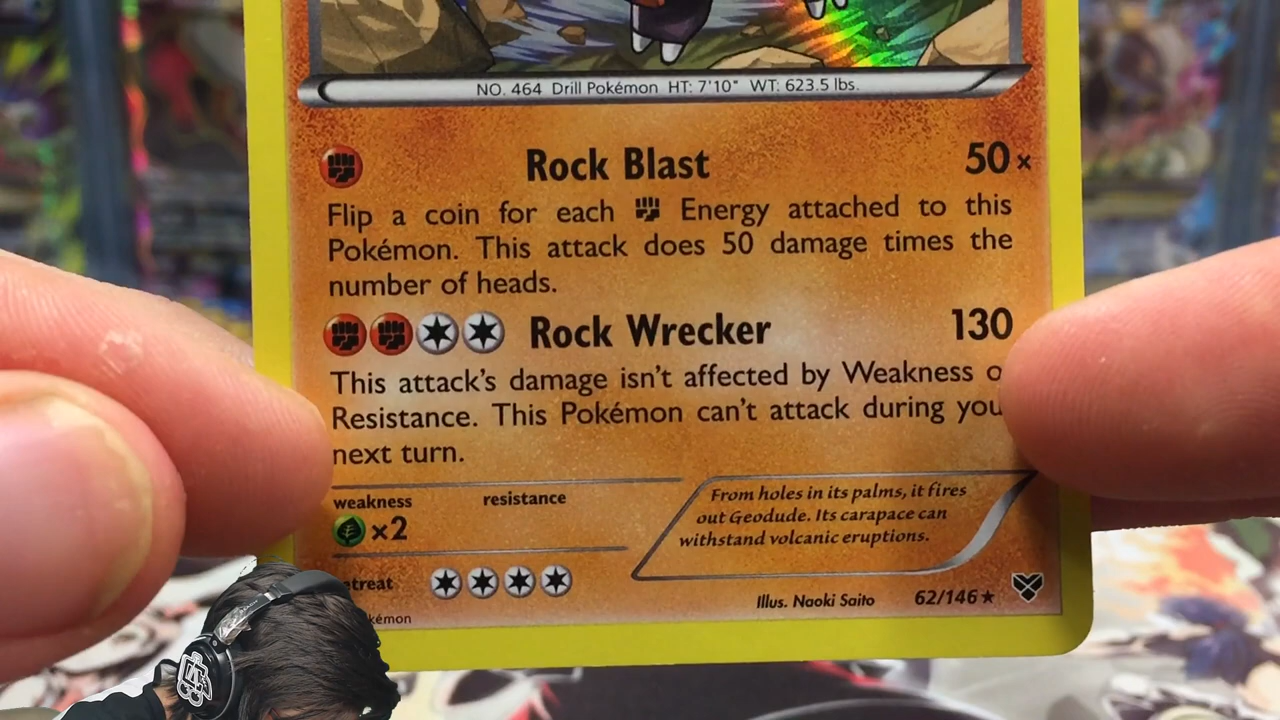 NO. 464 Drill Pokémon HT: 7'10" WT: 623.5 lbs.
Rock Blast 50×
Flip a coin for each Energy attached to this
Pokémon. This attack does 50 damage times the
number of heads.
Rock Wrecker 130
This attack's damage isn't affected by Weakness o
Resistance. This Pokémon can't attack during you
next turn.
weakness resistance
×2
From holes in its palms, it fires
out Geodude. Its carapace can
withstand volcanic eruptions.
etreat
Illus. Naoki Saito 62/146★
kémon